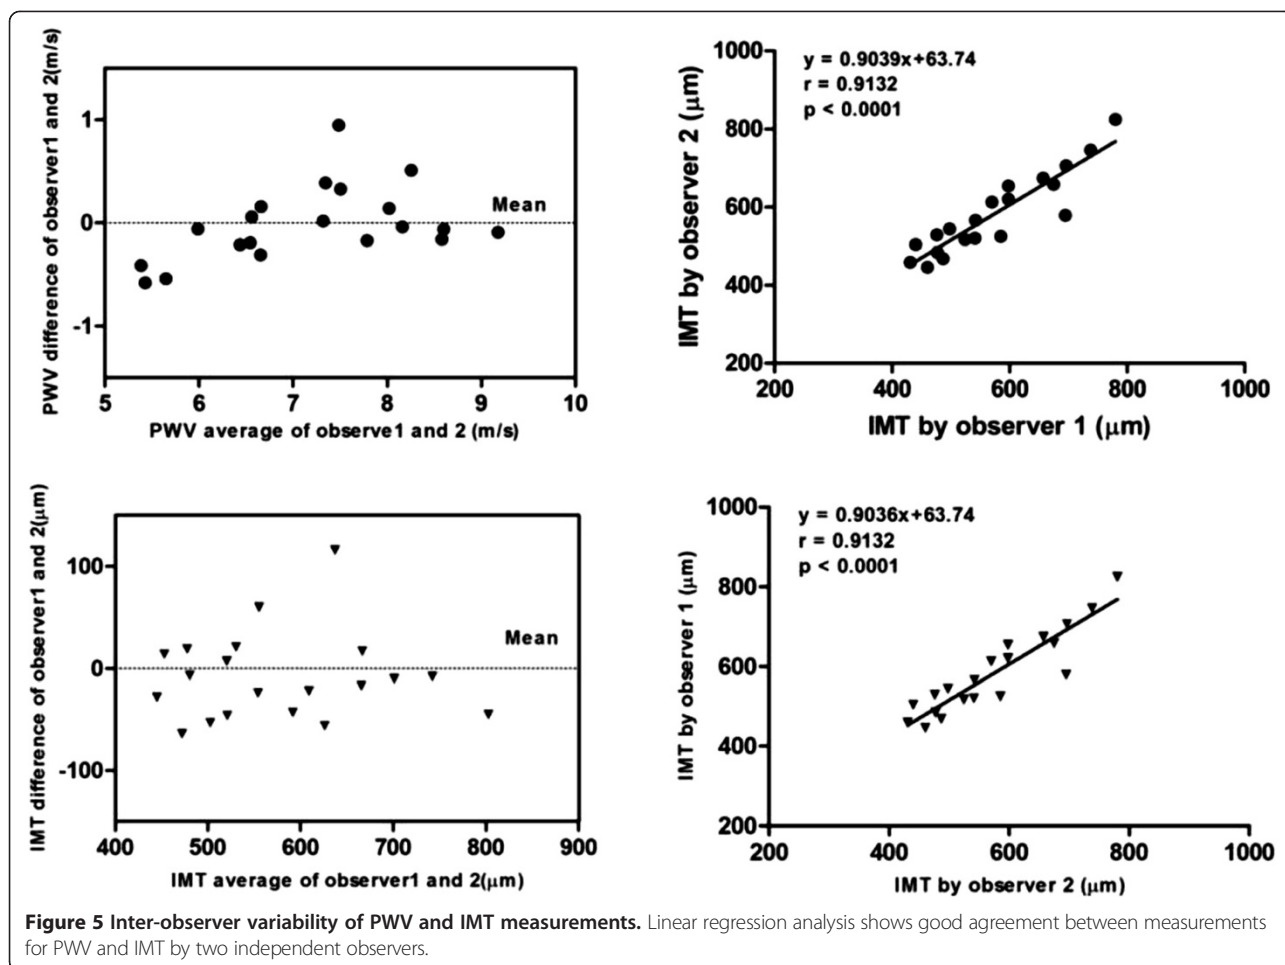 PWV difference of observer1 and 2(m/s)
1
0
-1
Mean
5 6 7 8 9 10
PWV average of observe1 and 2 (m/s)
IMT by observer 2 (μm)
1000
800
600
400
200
y = 0.9039x+63.74
r = 0.9132
p < 0.0001
200 400 600 800 1000
IMT by observer 1 (μm)
IMT difference of observer1 and 2(μm)
100
0
-100
Mean
400 500 600 700 800 900
IMT average of observer1 and 2(μm)
IMT by observer 1 (μm)
1000
800
600
400
200
y = 0.9036x+63.74
r = 0.9132
p < 0.0001
200 400 600 800 1000
IMT by observer 2 (μm)
Figure 5 Inter-observer variability of PWV and IMT measurements. Linear regression analysis shows good agreement between measurements
for PWV and IMT by two independent observers.